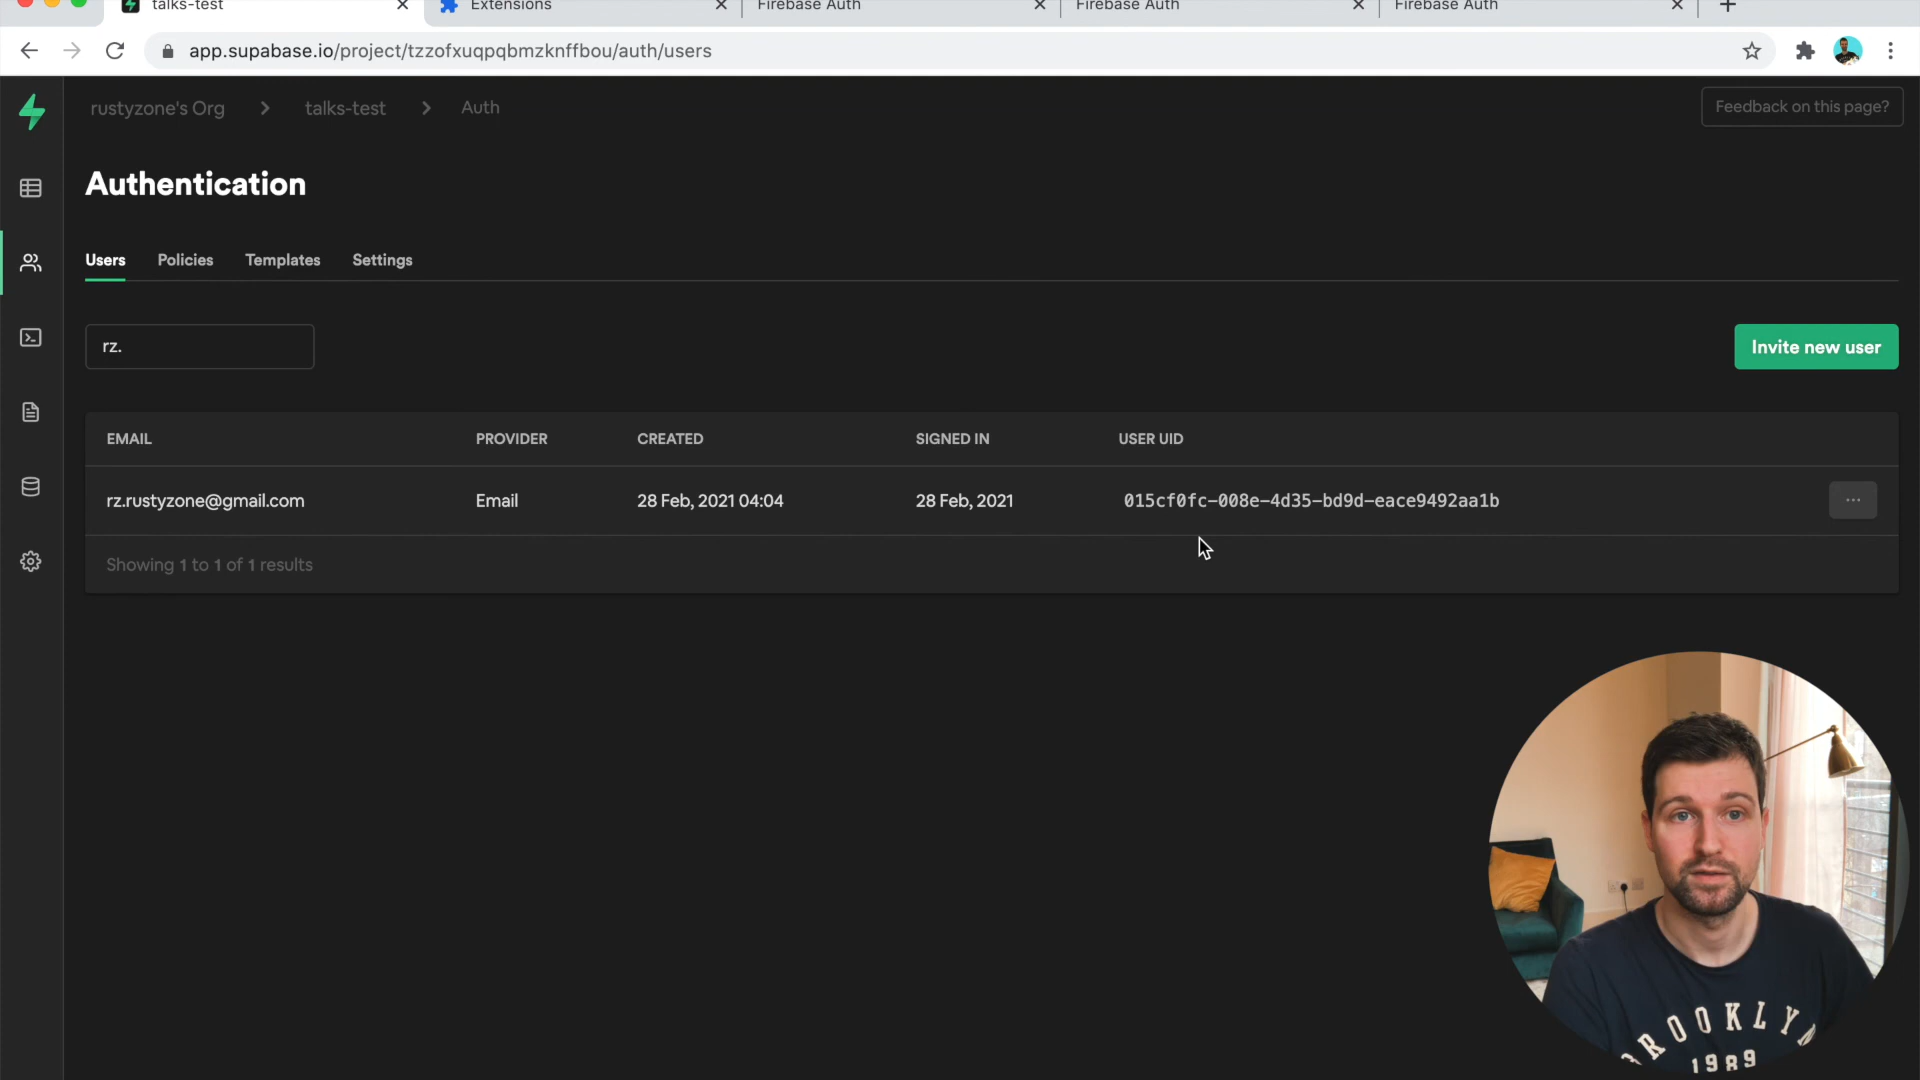 talks-test
Extensions
Firebase Auth
Firebase Auth
Firebase Auth
app.supabase.io/project/tzzofxuqpqbmzknffbou/auth/users
rustyzone's Org > talks-test > Auth
Feedback on this page?
Authentication
Users Policies Templates Settings
rz.
Invite new user
EMAIL PROVIDER CREATED SIGNED IN USER UID
rz.rustyzone@gmail.com Email 28 Feb, 2021 04:04 28 Feb, 2021 015cf0fc-008e-4d35-bd9d-eace9492aa1b
Showing 1 to 1 of 1 results
BROOKLYN
1989